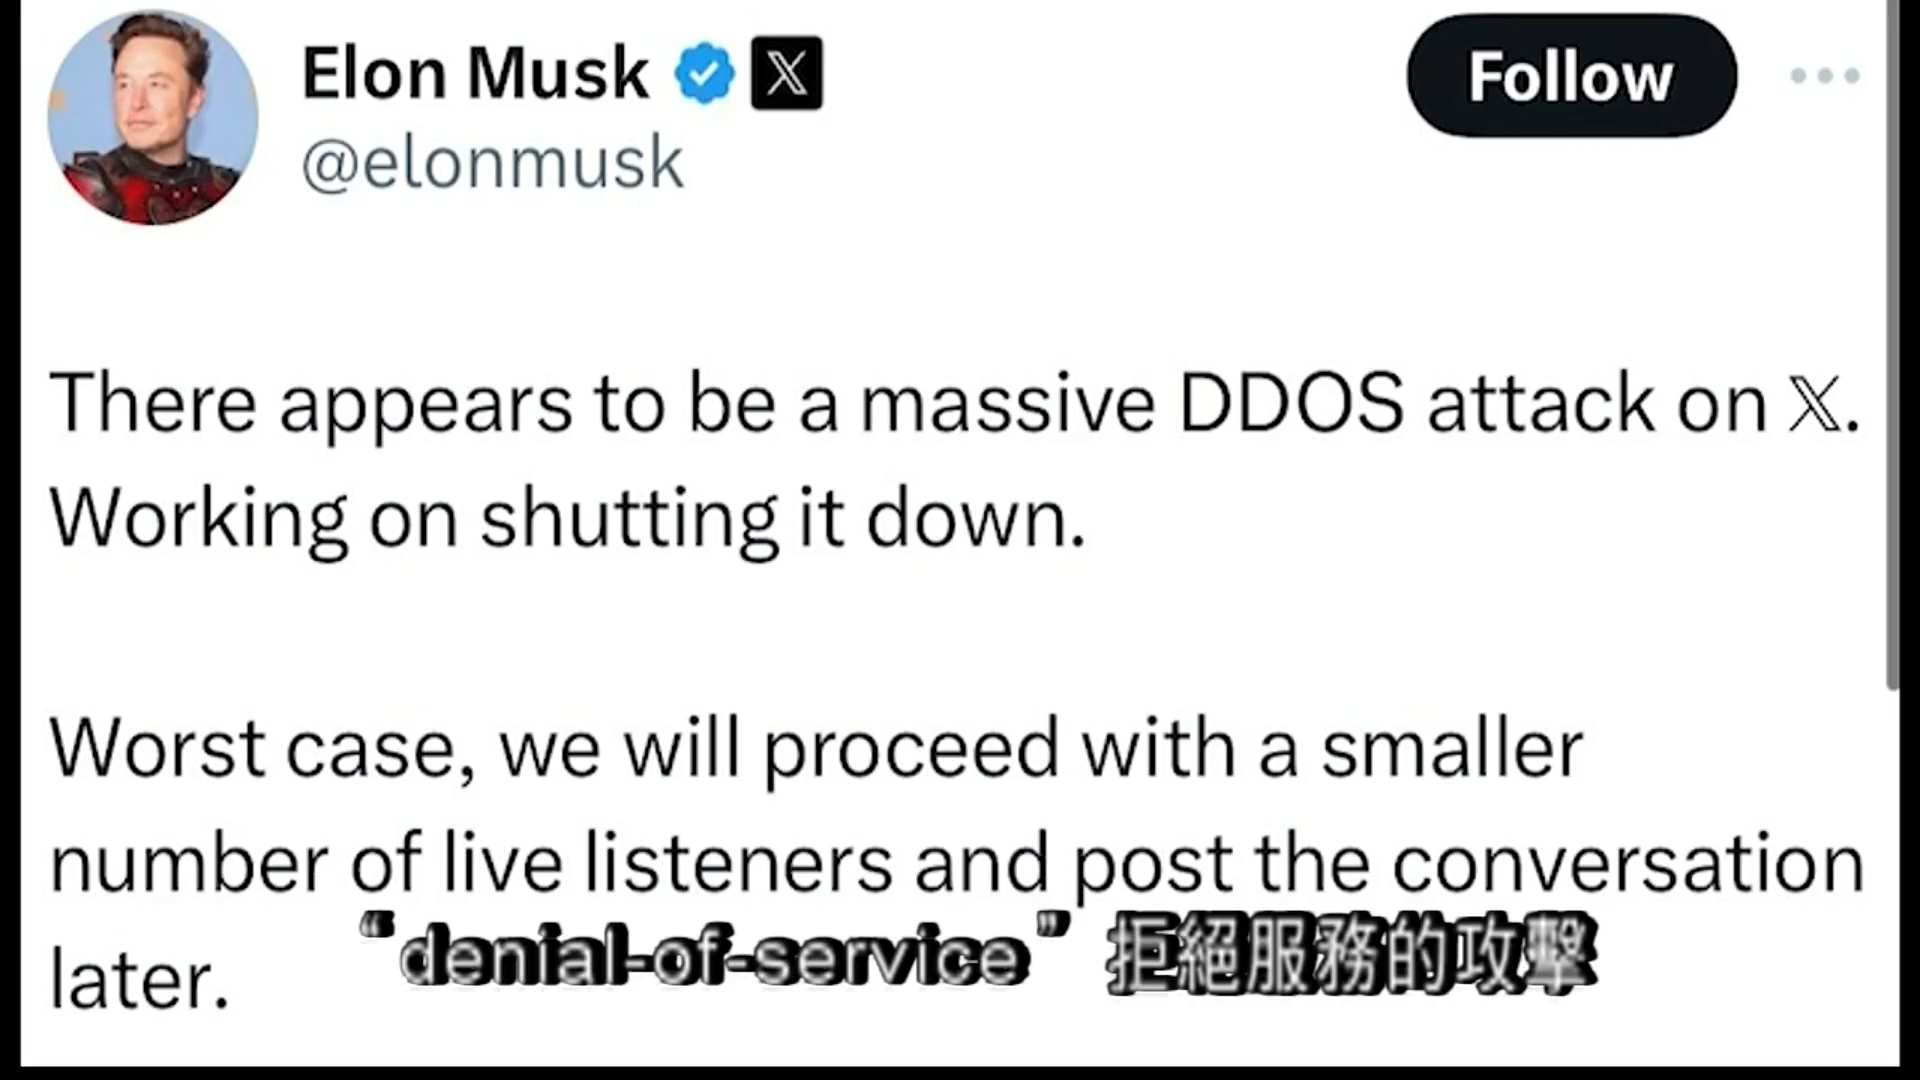 Elon Musk
@elonmusk
Follow
There appears to be a massive DDOS attack on 𝕏.
Working on shutting it down.
Worst case, we will proceed with a smaller
number of live listeners and post the conversation
later.
“denial-of-service” 拒絕服務的攻擊